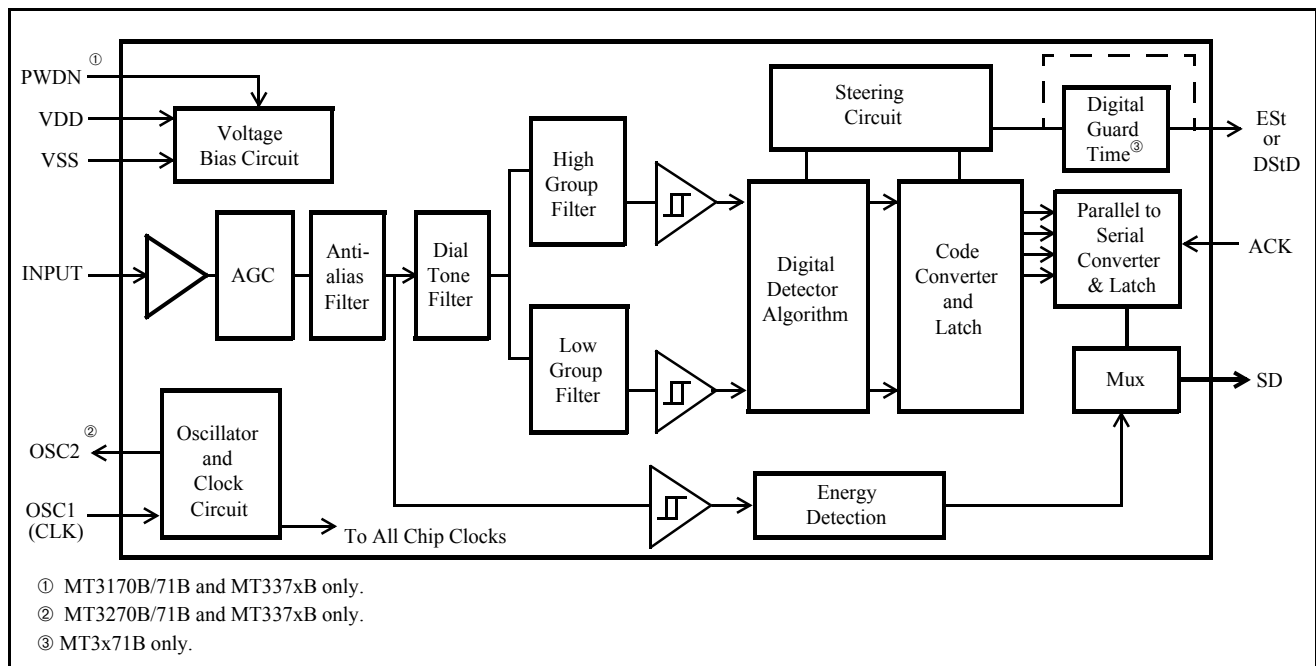 PWDN ①
VDD
VSS
Voltage
Bias Circuit
INPUT
AGC
Anti-
alias
Filter
Dial
Tone
Filter
High
Group
Filter
Low
Group
Filter
Steering
Circuit
Digital
Detector
Algorithm
Code
Converter
and
Latch
Digital
Guard
Time③
ESt
or
DStD
Parallel to
Serial
Converter
& Latch
ACK
Mux
SD
OSC2 ②
OSC1
(CLK)
Oscillator
and
Clock
Circuit
To All Chip Clocks
Energy
Detection
① MT3170B/71B and MT337xB only.
② MT3270B/71B and MT337xB only.
③ MT3x71B only.